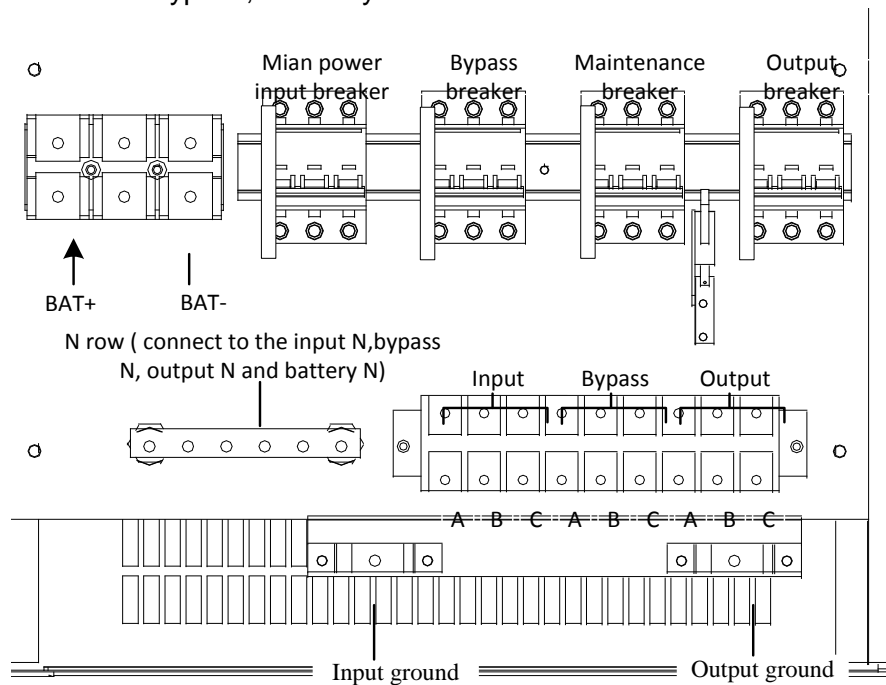 Mian power
input breaker
Bypass
breaker
Maintenance
breaker
Output
breaker
BAT+
BAT-
N row ( connect to the input N,bypass
N, output N and battery N)
Input
Bypass
Output
A B C A B C A B C
Input ground
Output ground